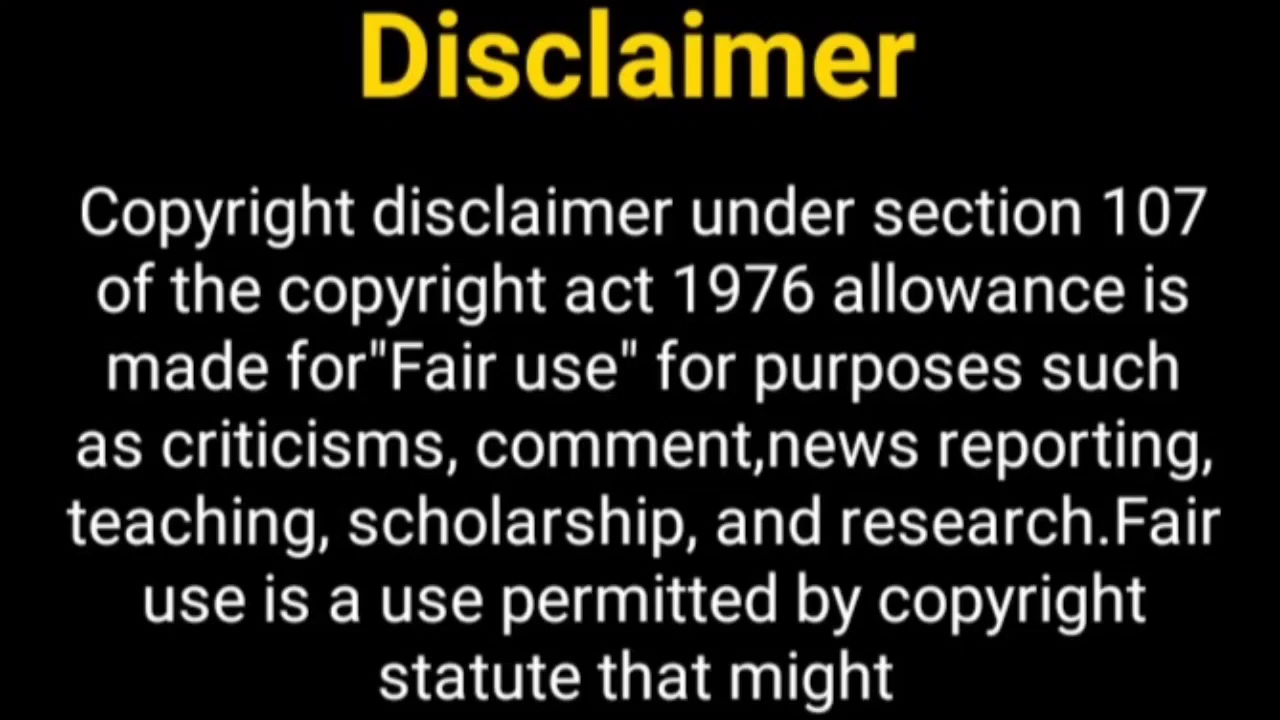 Disclaimer
Copyright disclaimer under section 107
of the copyright act 1976 allowance is
made for"Fair use" for purposes such
as criticisms, comment,news reporting,
teaching, scholarship, and research.Fair
use is a use permitted by copyright
statute that might